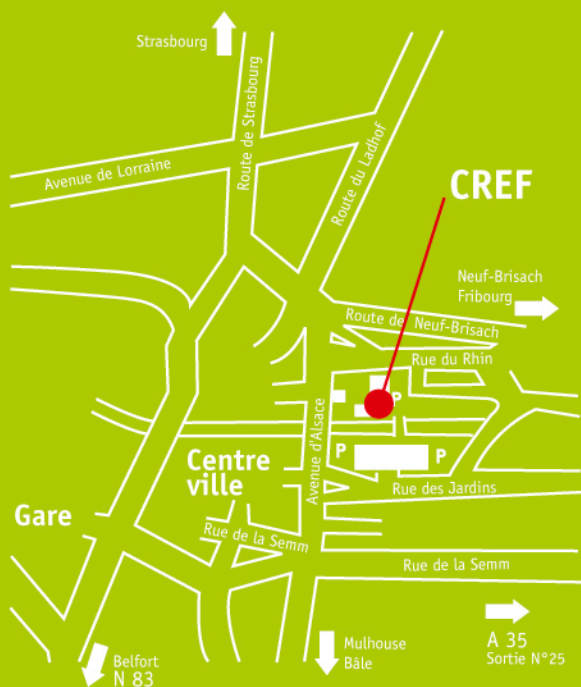 Strasbourg
Route de Strasbourg
Avenue de Lorraine
Route du Ladhof
CREF
Neuf-Brisach
Fribourg
Route de Neuf-Brisach
Rue du Rhin
P
Avenue d'Alsace
P
P
Centre
ville
Rue des Jardins
Gare
Rue de la Semm
Rue de la Semm
A 35
Sortie N°25
Mulhouse
Bâle
Belfort
N 83